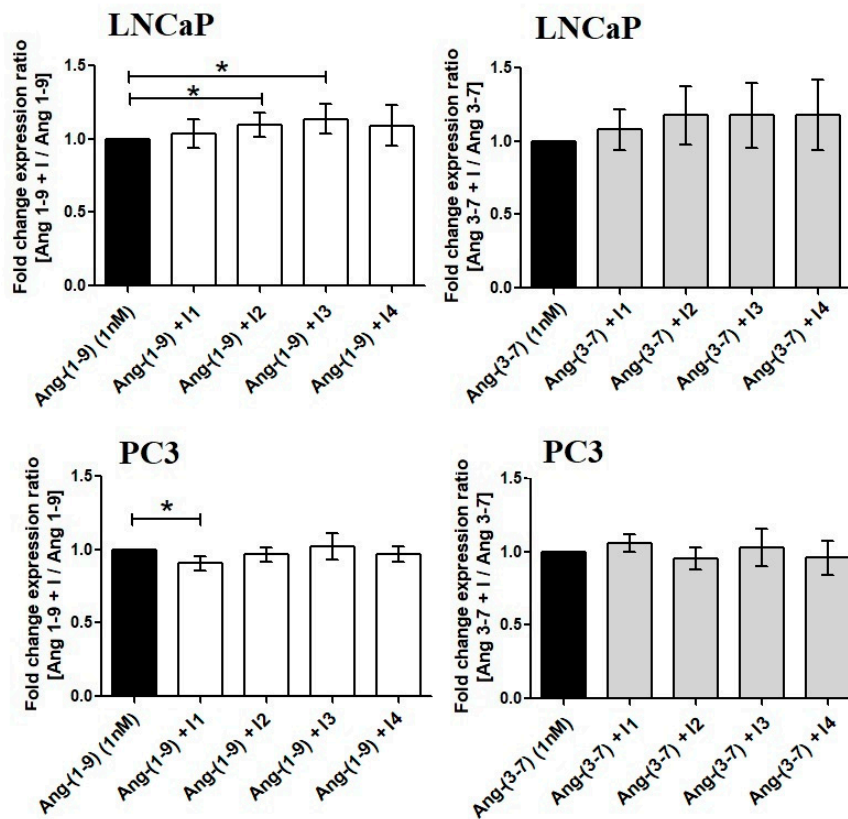 LNCaP
Fold change expression ratio
[Ang 1-9 + I / Ang 1-9]
1.5
1.0
0.5
0.0
*
*
Ang-(1-9) (1nM)
Ang-(1-9) +I1
Ang-(1-9) +I2
Ang-(1-9) +I3
Ang-(1-9) +I4
LNCaP
Fold change expression ratio
[Ang 3-7 + I / Ang 3-7]
1.5
1.0
0.5
0.0
Ang-(3-7) (1nM)
Ang-(3-7) +I1
Ang-(3-7) +I2
Ang-(3-7) +I3
Ang-(3-7) +I4
PC3
Fold change expression ratio
[Ang 1-9 + I / Ang 1-9]
1.5
1.0
0.5
0.0
*
Ang-(1-9) (1nM)
Ang-(1-9) +I1
Ang-(1-9) +I2
Ang-(1-9) +I3
Ang-(1-9) +I4
PC3
Fold change expression ratio
[Ang 3-7 + I / Ang 3-7]
1.5
1.0
0.5
0.0
Ang-(3-7) (1nM)
Ang-(3-7) +I1
Ang-(3-7) +I2
Ang-(3-7) +I3
Ang-(3-7) +I4